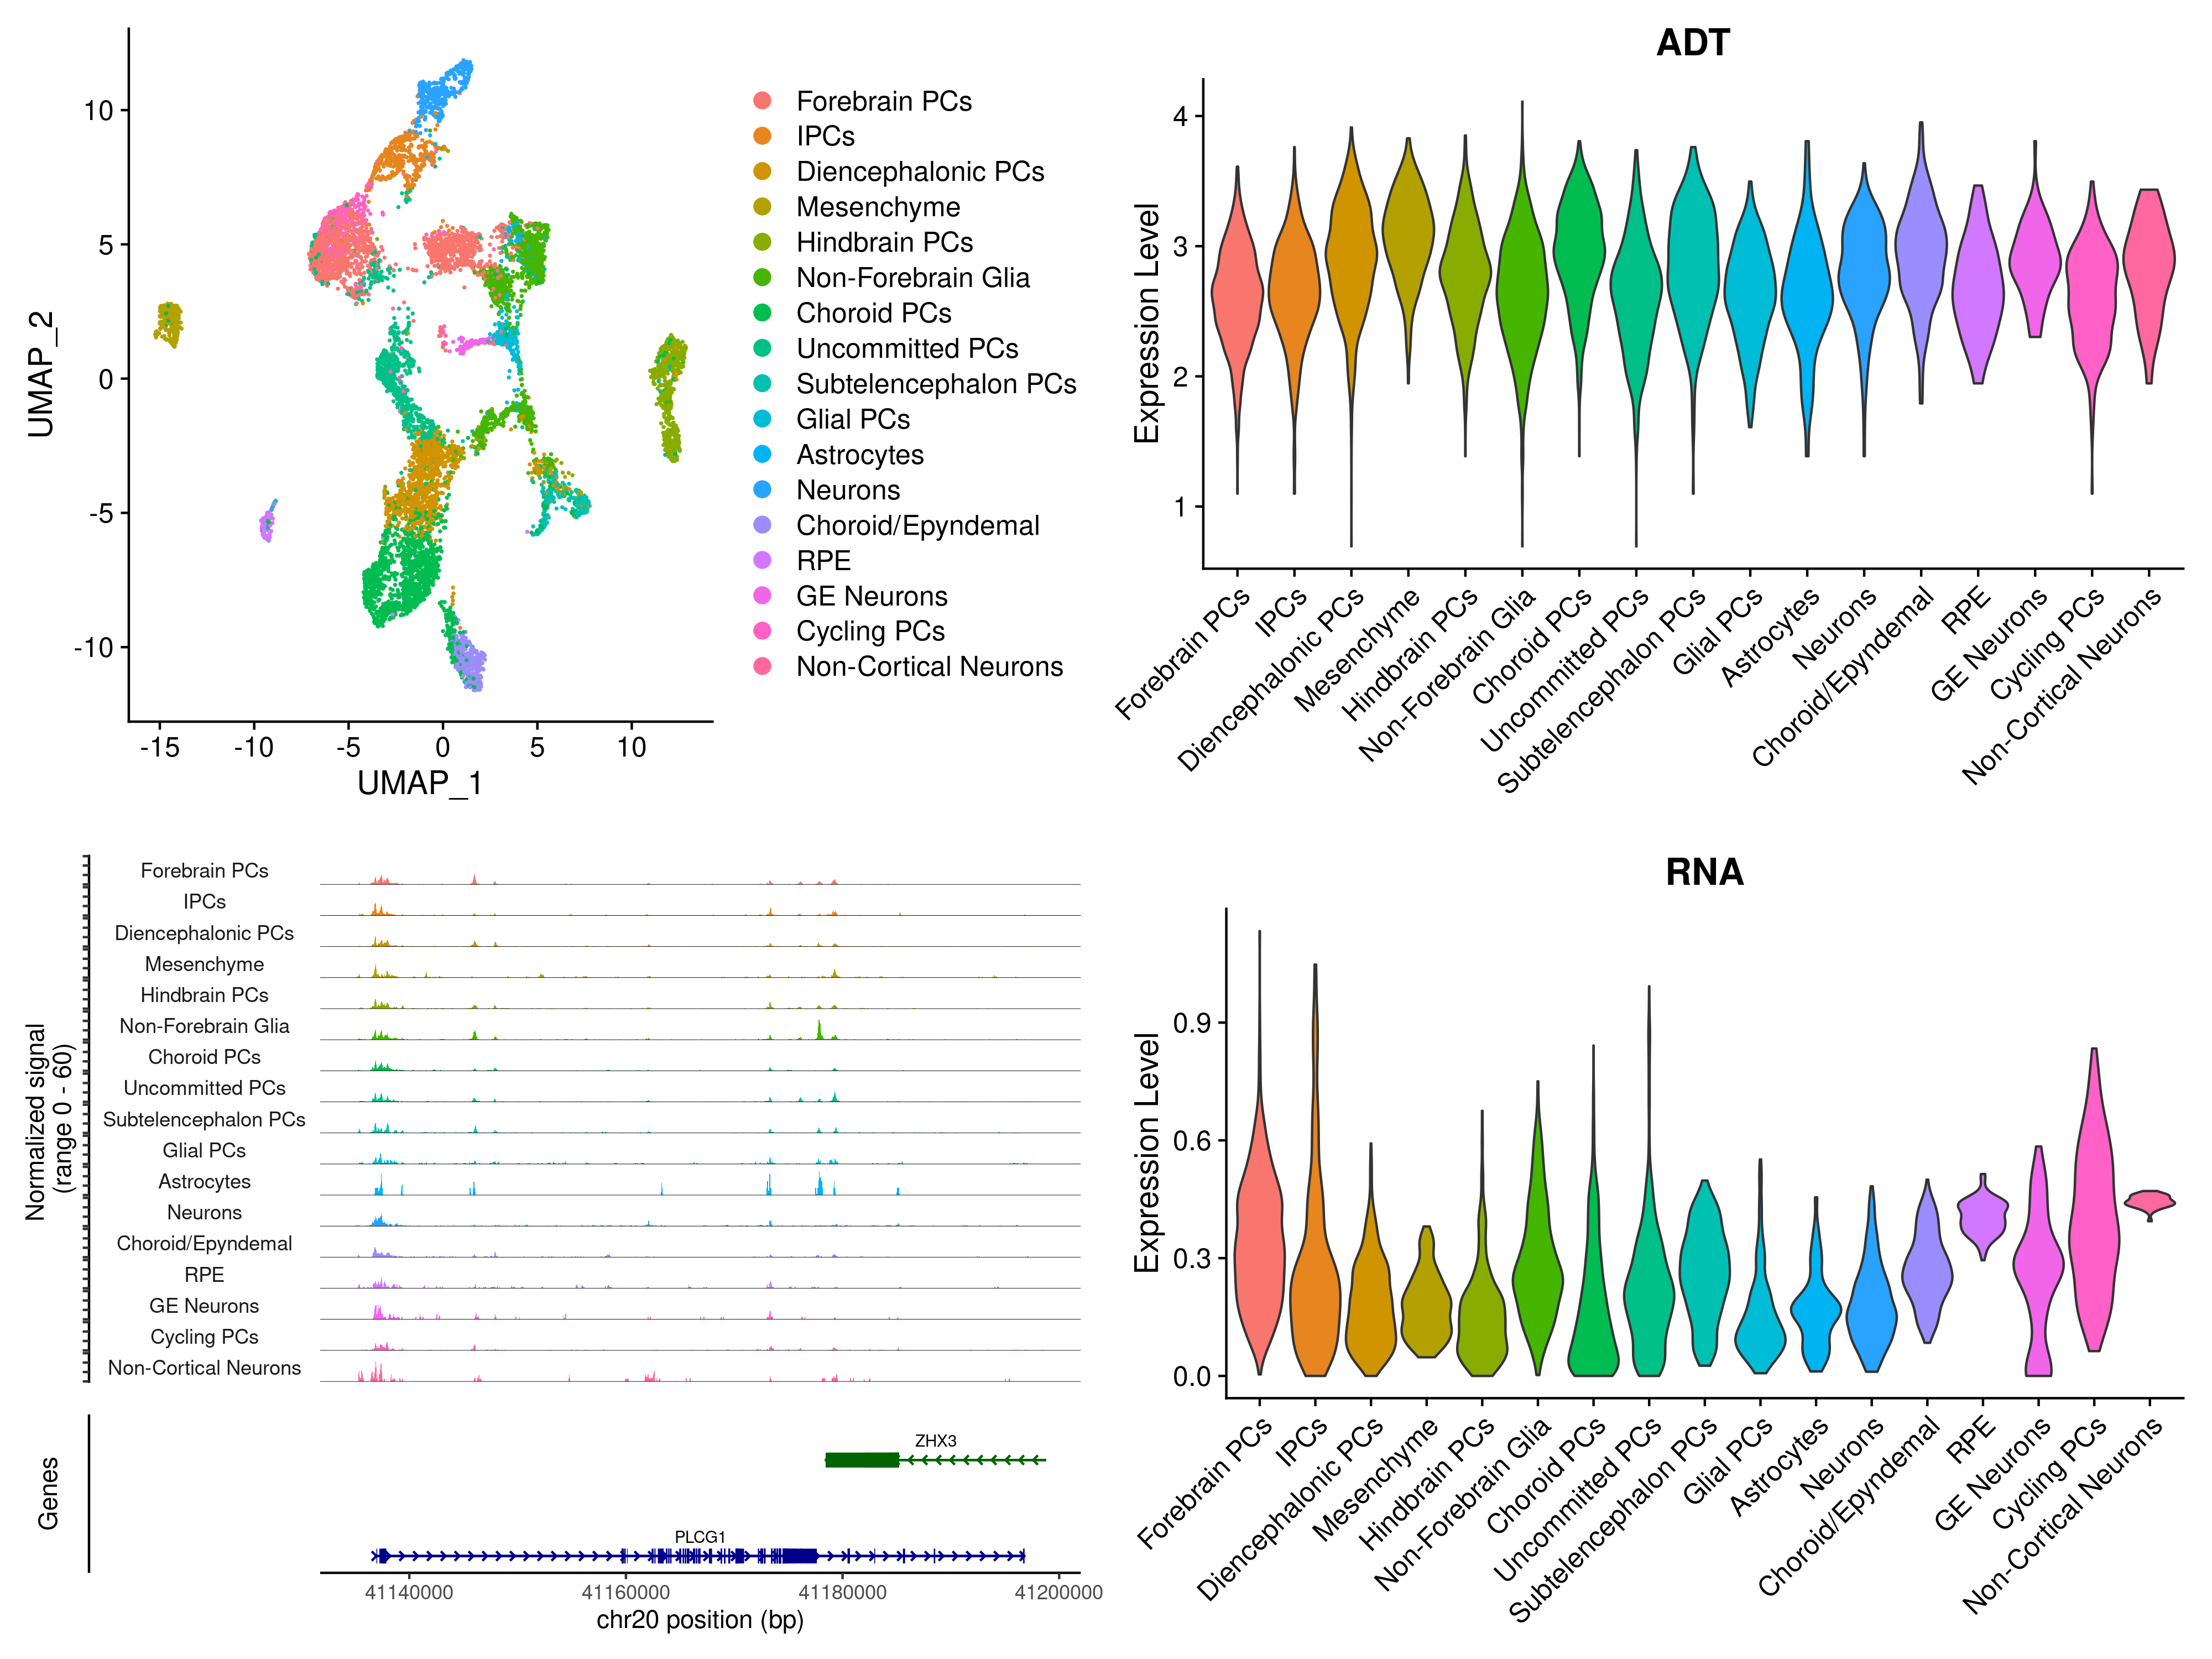 10
5
0
-5
-10
UMAP_2
-15
-10
-5
0
5
10
UMAP_1
Forebrain PCs
IPCs
Diencephalonic PCs
Mesenchyme
Hindbrain PCs
Non-Forebrain Glia
Choroid PCs
Uncommitted PCs
Subtelencephalon PCs
Glial PCs
Astrocytes
Neurons
Choroid/Epyndemal
RPE
GE Neurons
Cycling PCs
Non-Cortical Neurons
ADT
Expression Level
4
3
2
1
Forebrain PCs
IPCs
Diencephalonic PCs
Mesenchyme
Hindbrain PCs
Non-Forebrain Glia
Choroid PCs
Uncommitted PCs
Subtelencephalon PCs
Glial PCs
Astrocytes
Neurons
Choroid/Epyndemal
RPE
GE Neurons
Cycling PCs
Non-Cortical Neurons
Normalized signal
(range 0 - 60)
Forebrain PCs
IPCs
Diencephalonic PCs
Mesenchyme
Hindbrain PCs
Non-Forebrain Glia
Choroid PCs
Uncommitted PCs
Subtelencephalon PCs
Glial PCs
Astrocytes
Neurons
Choroid/Epyndemal
RPE
GE Neurons
Cycling PCs
Non-Cortical Neurons
Genes
ZHX3
PLCG1
41140000
41160000
41180000
41200000
chr20 position (bp)
RNA
Expression Level
0.9
0.6
0.3
0.0
Forebrain PCs
IPCs
Diencephalonic PCs
Mesenchyme
Hindbrain PCs
Non-Forebrain Glia
Choroid PCs
Uncommitted PCs
Subtelencephalon PCs
Glial PCs
Astrocytes
Neurons
Choroid/Epyndemal
RPE
GE Neurons
Cycling PCs
Non-Cortical Neurons